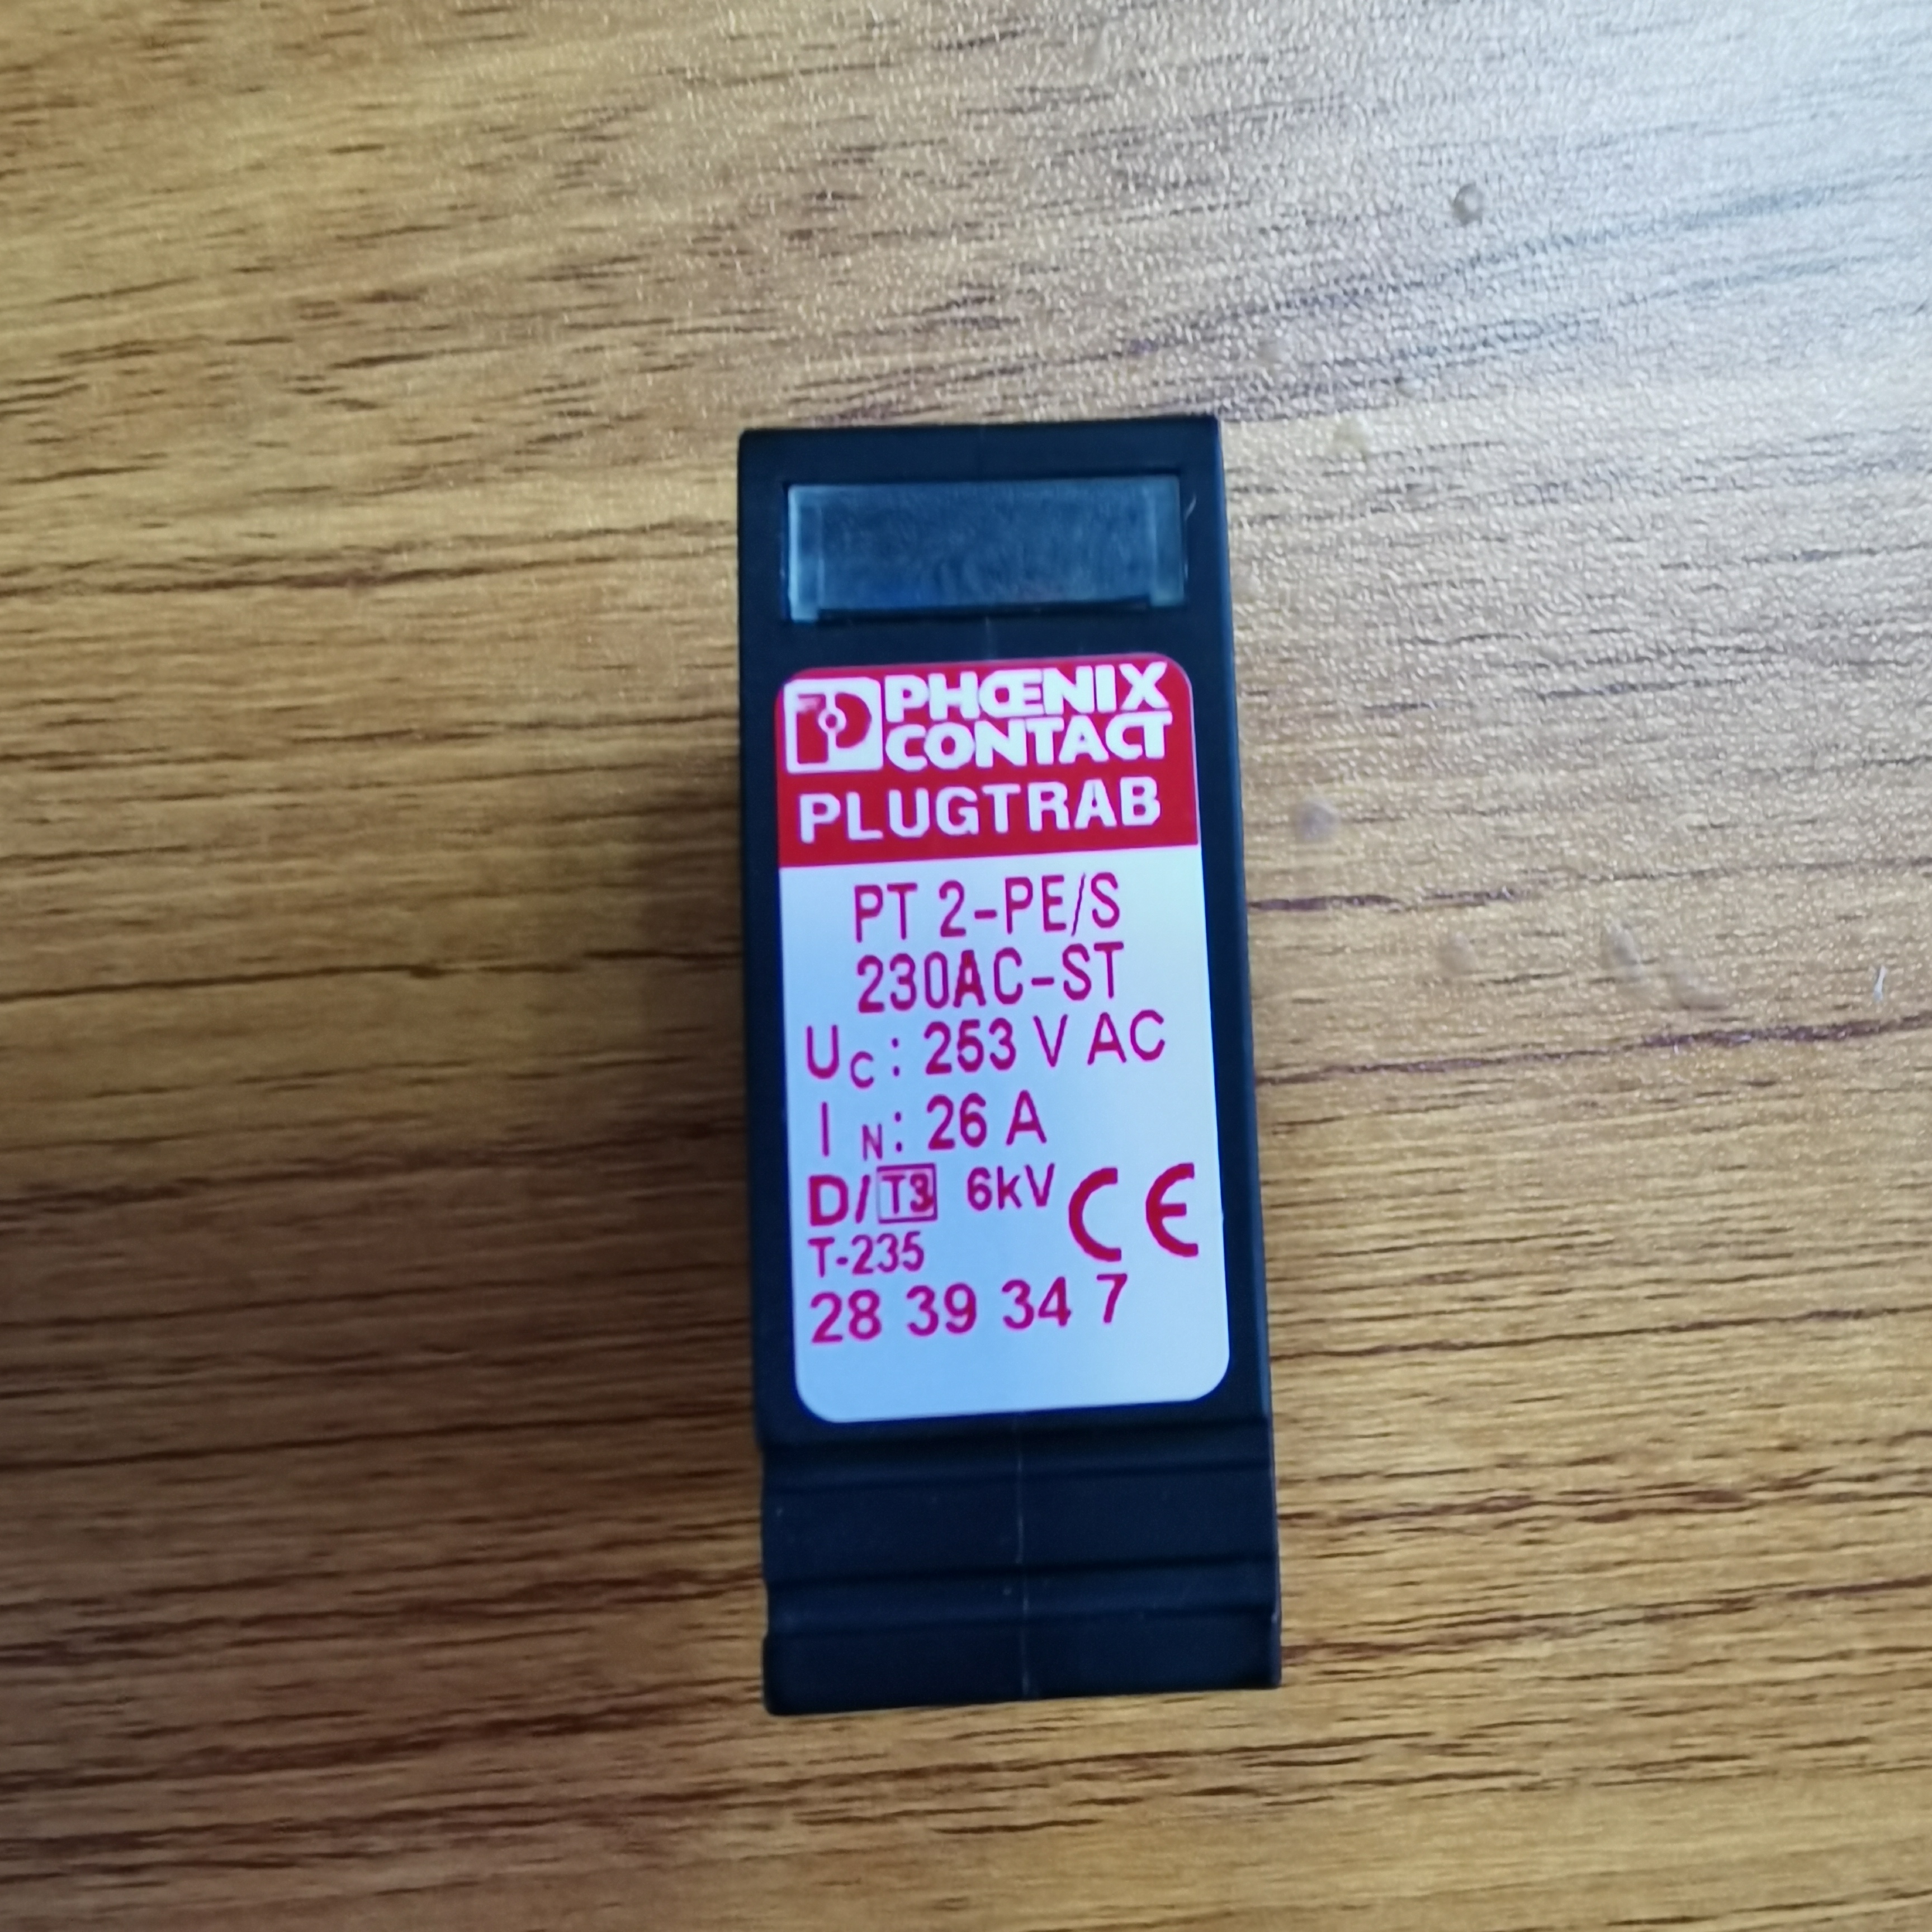 PHŒNIX
CONTACT
PLUGTRAB
PT 2-PE/S
230AC-ST
UC: 253 V AC
IN: 26 A
D/T3 6kV CE
T-235
28 39 34 7